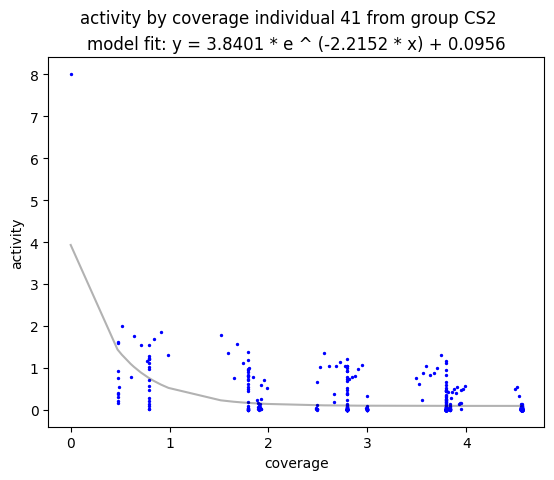 activity by coverage individual 41 from group CS2
model fit: y = 3.8401 * e ^ (-2.2152 * x) + 0.0956
8
7
6
5
4
3
2
1
0
activity
0 1 2 3 4
coverage